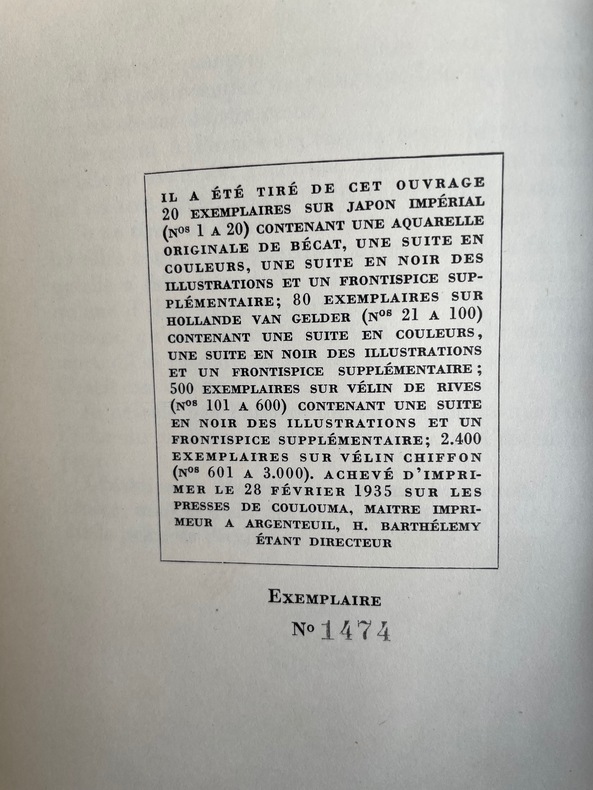 IL A ÉTÉ TIRÉ DE CET OUVRAGE
20 EXEMPLAIRES SUR JAPON IMPÉRIAL
(Nos 1 A 20) CONTENANT UNE AQUARELLE
ORIGINALE DE BÉCAT, UNE SUITE EN
COULEURS, UNE SUITE EN NOIR DES
ILLUSTRATIONS ET UN FRONTISPICE SUP-
PLÉMENTAIRE; 80 EXEMPLAIRES SUR
HOLLANDE VAN GELDER (Nos 21 A 100)
CONTENANT UNE SUITE EN COULEURS,
UNE SUITE EN NOIR DES ILLUSTRATIONS
ET UN FRONTISPICE SUPPLÉMENTAIRE;
500 EXEMPLAIRES SUR VÉLIN DE RIVES
(Nos 101 A 600) CONTENANT UNE SUITE
EN NOIR DES ILLUSTRATIONS ET UN
FRONTISPICE SUPPLÉMENTAIRE; 2.400
EXEMPLAIRES SUR VÉLIN CHIFFON
(Nos 601 A 3.000). ACHEVÉ D'IMPRI-
MER LE 28 FÉVRIER 1935 SUR LES
PRESSES DE COULOUMA, MAITRE IMPRI-
MEUR A ARGENTEUIL, H. BARTHÉLEMY
ÉTANT DIRECTEUR
EXEMPLAIRE
No 1474